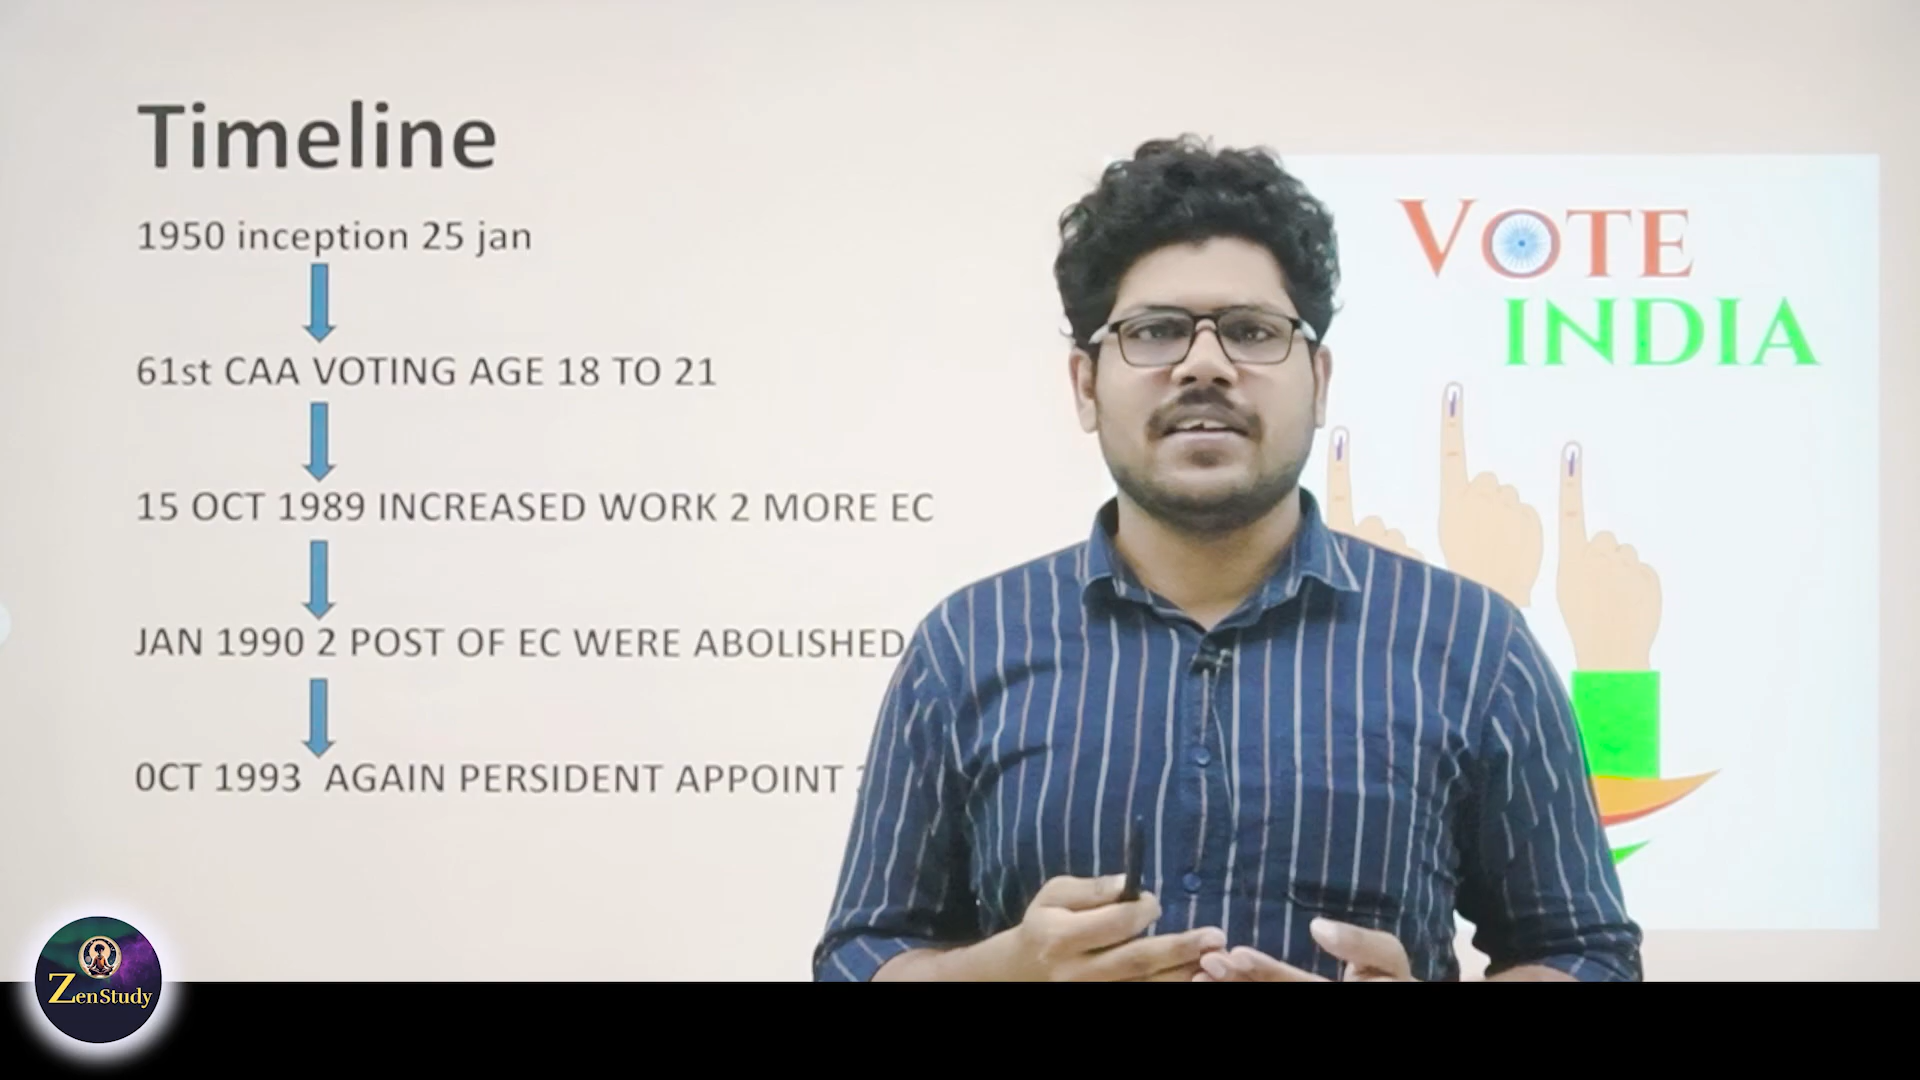 Timeline
1950 inception 25 jan
61st CAA VOTING AGE 18 TO 21
15 OCT 1989 INCREASED WORK 2 MORE EC
JAN 1990 2 POST OF EC WERE ABOLISHED
0CT 1993 AGAIN PERSIDENT APPOINT
VOTE
INDIA
ZenStudy